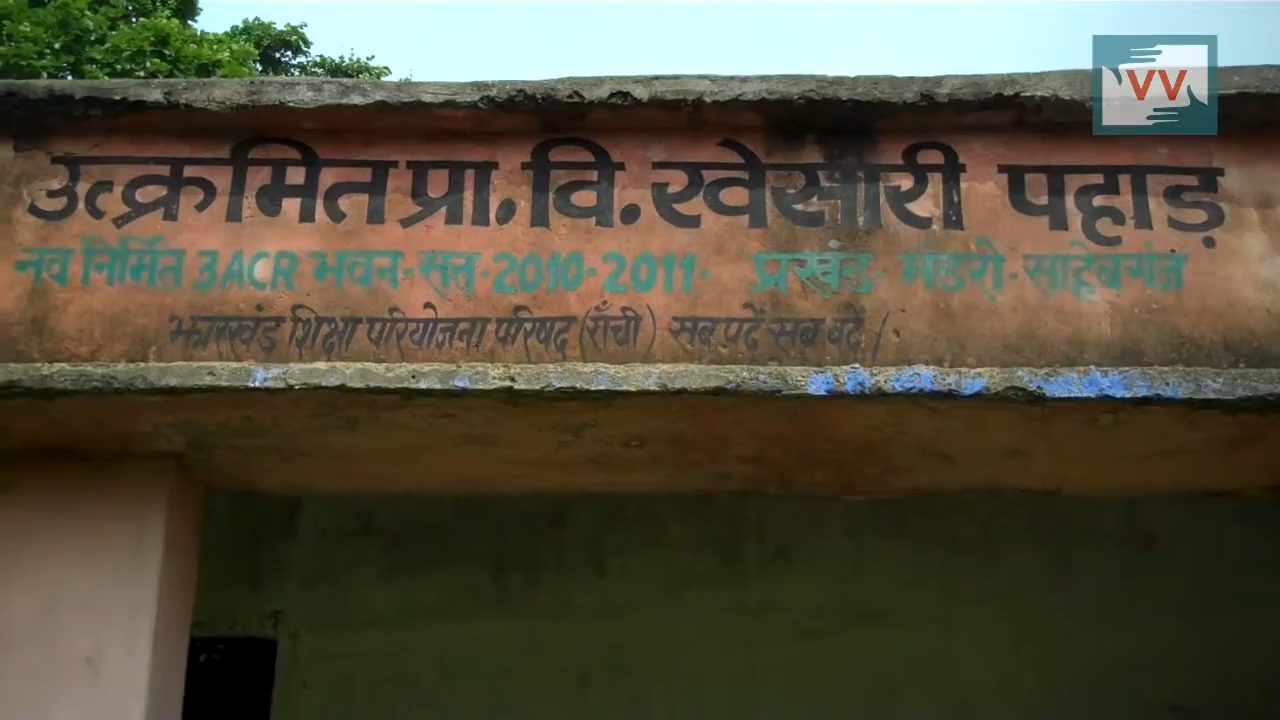 VV
उत्क्रमित प्रा. वि. खेसारी पहाड़
नव निर्मित 3ACR भवन-सन-2010-2011- प्रखंड- मंडरो-साहेबगंज
झारखंड शिक्षा परियोजना परिषद (राँची) सब पढें सब बढें।